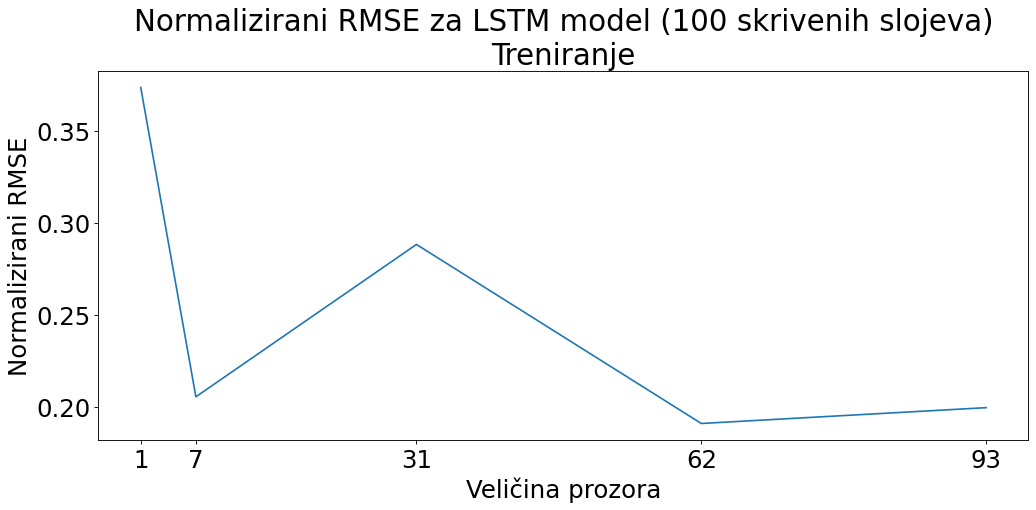 Normalizirani RMSE za LSTM model (100 skrivenih slojeva)
Treniranje
Normalizirani RMSE
0.35
0.30
0.25
0.20
1 7 31 62 93
Veličina prozora